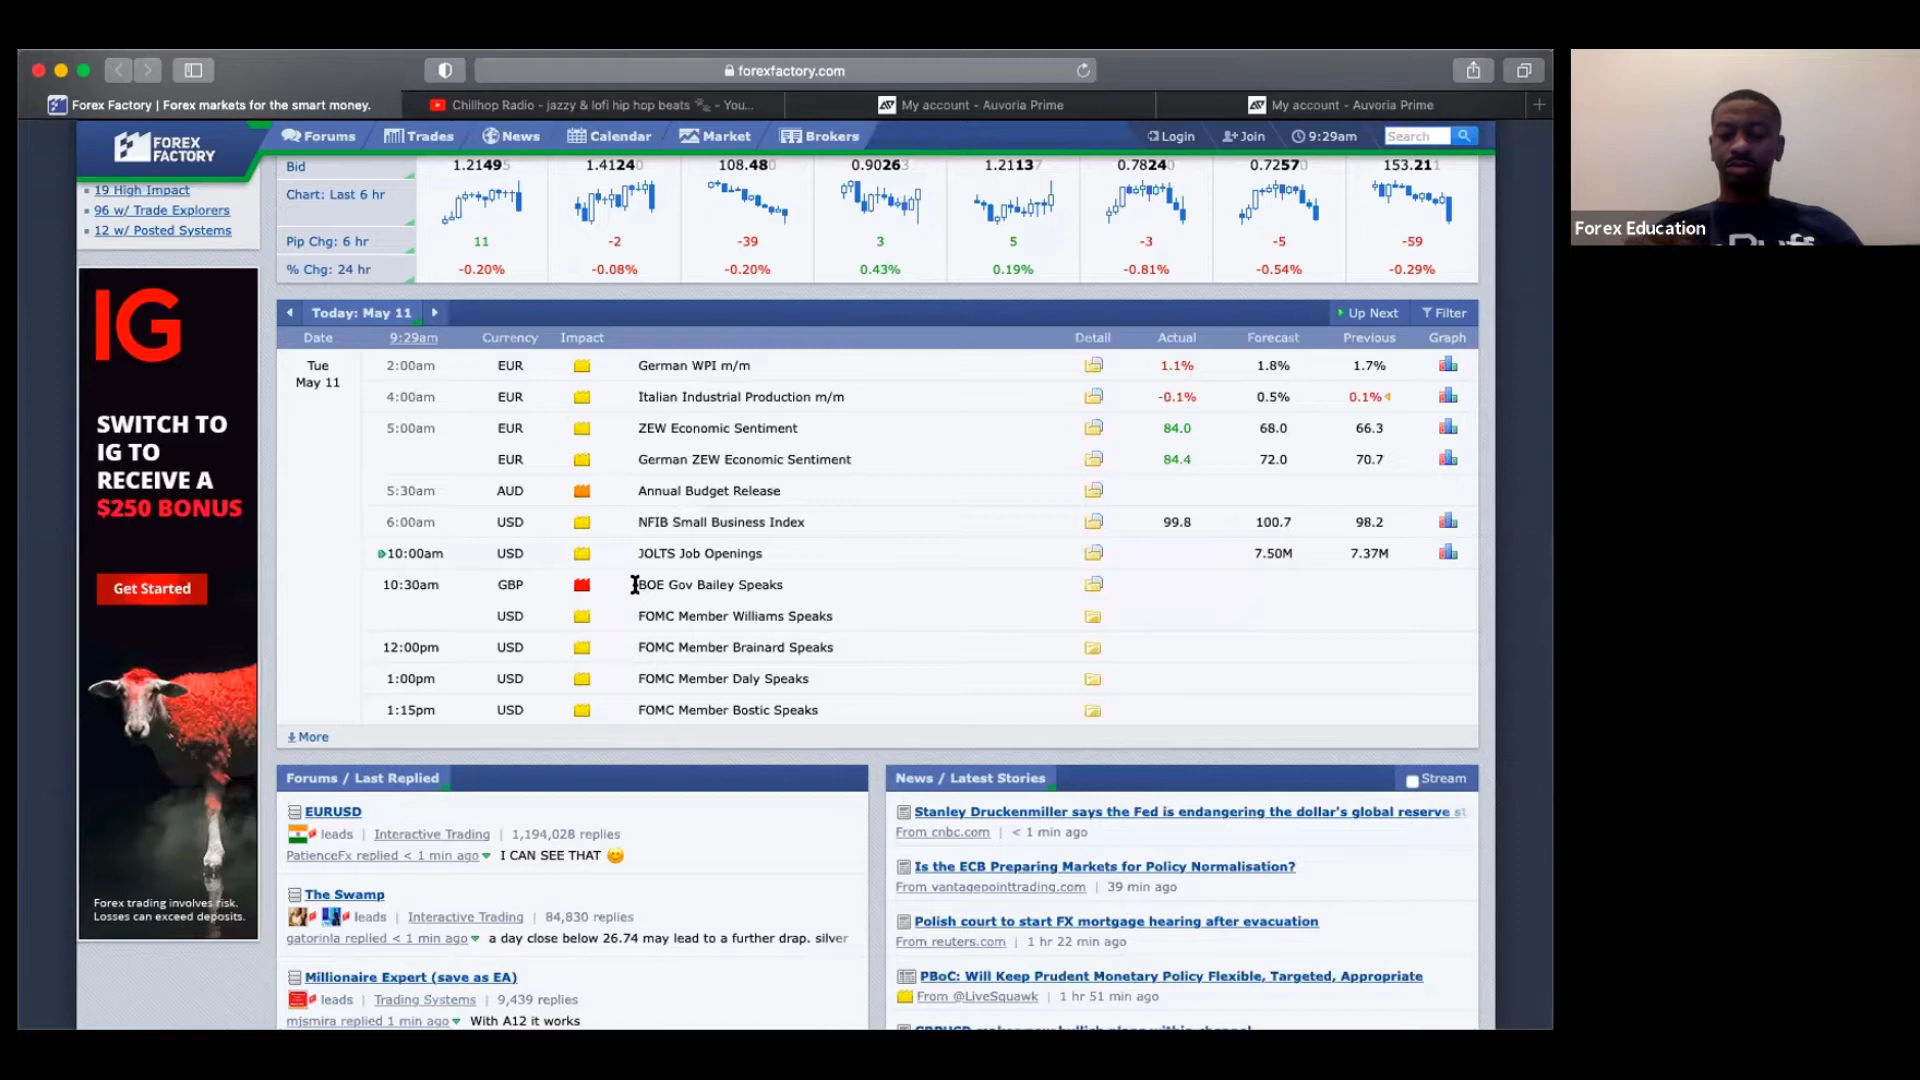 forexfactory.com
Forex Factory | Forex markets for the smart money.
Chillhop Radio - jazzy & lofi hip hop beats 🐾 - You...
My account - Auvoria Prime
My account - Auvoria Prime
FOREX FACTORY
Forums
Trades
News
Calendar
Market
Brokers
Login
Join
9:29am
Search
19 High Impact
96 w/ Trade Explorers
12 w/ Posted Systems
Bid 1.21495 1.41240 108.480 0.90263 1.21137 0.78240 0.72570 153.211
Chart: Last 6 hr
Pip Chg: 6 hr 11 -2 -39 3 5 -3 -5 -59
% Chg: 24 hr -0.20% -0.08% -0.20% 0.43% 0.19% -0.81% -0.54% -0.29%
Forex Education
IG
SWITCH TO
IG TO
RECEIVE A
$250 BONUS
Get Started
Forex trading involves risk.
Losses can exceed deposits.
Today: May 11 Up Next Filter
Date 9:29am Currency Impact Detail Actual Forecast Previous Graph
Tue May 11 2:00am EUR German WPI m/m 1.1% 1.8% 1.7%
4:00am EUR Italian Industrial Production m/m -0.1% 0.5% 0.1%
5:00am EUR ZEW Economic Sentiment 84.0 68.0 66.3
EUR German ZEW Economic Sentiment 84.4 72.0 70.7
5:30am AUD Annual Budget Release
6:00am USD NFIB Small Business Index 99.8 100.7 98.2
10:00am USD JOLTS Job Openings 7.50M 7.37M
10:30am GBP BOE Gov Bailey Speaks
USD FOMC Member Williams Speaks
12:00pm USD FOMC Member Brainard Speaks
1:00pm USD FOMC Member Daly Speaks
1:15pm USD FOMC Member Bostic Speaks
More
Forums / Last Replied
EURUSD
leads | Interactive Trading | 1,194,028 replies
PatienceFx replied < 1 min ago I CAN SEE THAT 😊
The Swamp
leads | Interactive Trading | 84,830 replies
gatorinla replied < 1 min ago a day close below 26.74 may lead to a further drap. silver
Millionaire Expert (save as EA)
leads | Trading Systems | 9,439 replies
mjsmira replied 1 min ago With A12 it works
News / Latest Stories Stream
Stanley Druckenmiller says the Fed is endangering the dollar's global reserve
From cnbc.com | < 1 min ago
Is the ECB Preparing Markets for Policy Normalisation?
From vantagepointtrading.com | 39 min ago
Polish court to start FX mortgage hearing after evacuation
From reuters.com | 1 hr 22 min ago
PBoC: Will Keep Prudent Monetary Policy Flexible, Targeted, Appropriate
From @LiveSquawk | 1 hr 51 min ago